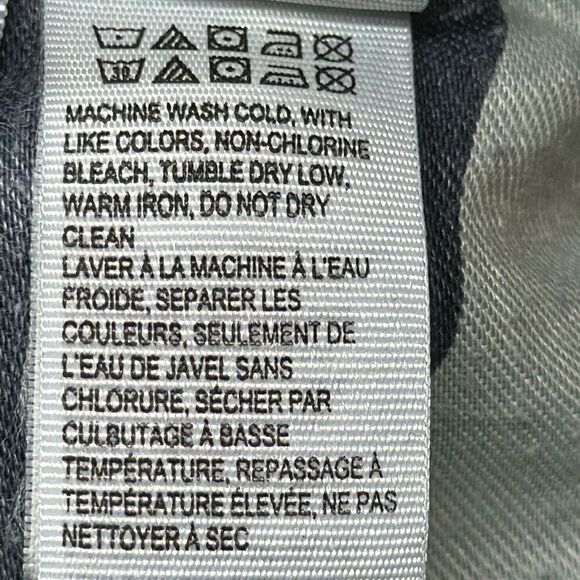 30
MACHINE WASH COLD, WITH
LIKE COLORS, NON-CHLORINE
BLEACH, TUMBLE DRY LOW,
WARM IRON, DO NOT DRY
CLEAN
LAVER À LA MACHINE À L'EAU
FROIDE, SEPARER LES
COULEURS, SEULEMENT DE
L'EAU DE JAVEL SANS
CHLORURE, SÉCHER PAR
CULBUTAGE À BASSE
TEMPÉRATURE, REPASSAGE À
TEMPÉRATURE ÉLEVÉE, NE PAS
NETTOYER À SEC